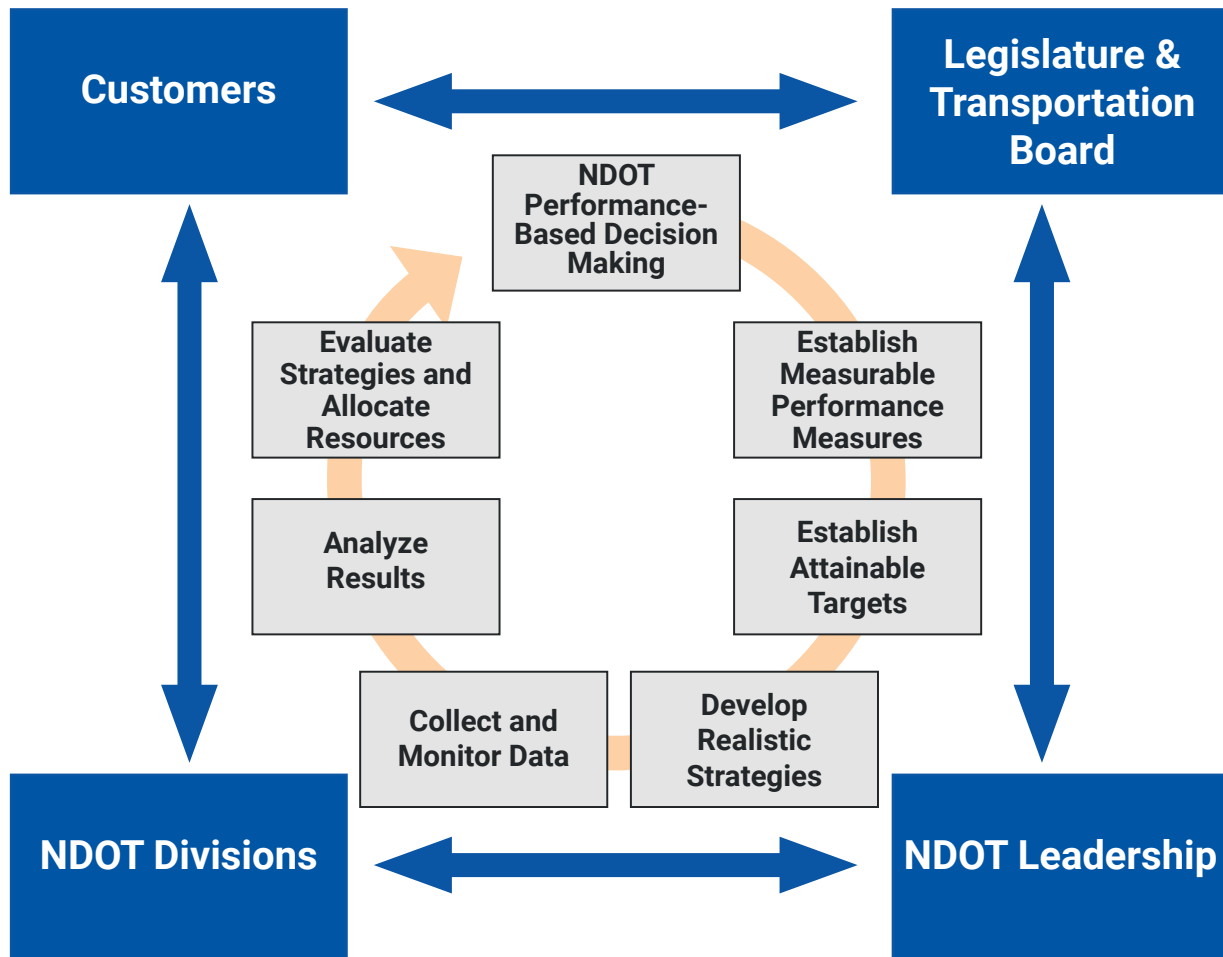 Customers
Legislature &
Transportation
Board
NDOT
Performance-
Based Decision
Making
Evaluate
Strategies and
Allocate
Resources
Establish
Measurable
Performance
Measures
Analyze
Results
Establish
Attainable
Targets
Collect and
Monitor Data
Develop
Realistic
Strategies
NDOT Divisions
NDOT Leadership